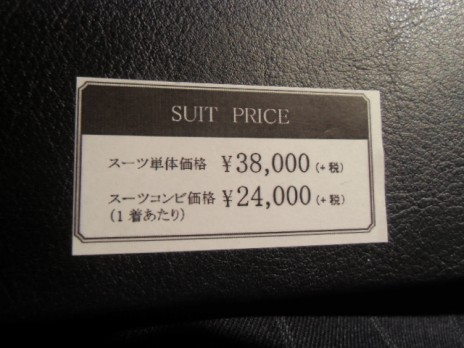 SUIT PRICE
スーツ単体価格 ¥38,000(+税)
スーツコンビ価格 ¥24,000(+税)
(1着あたり)